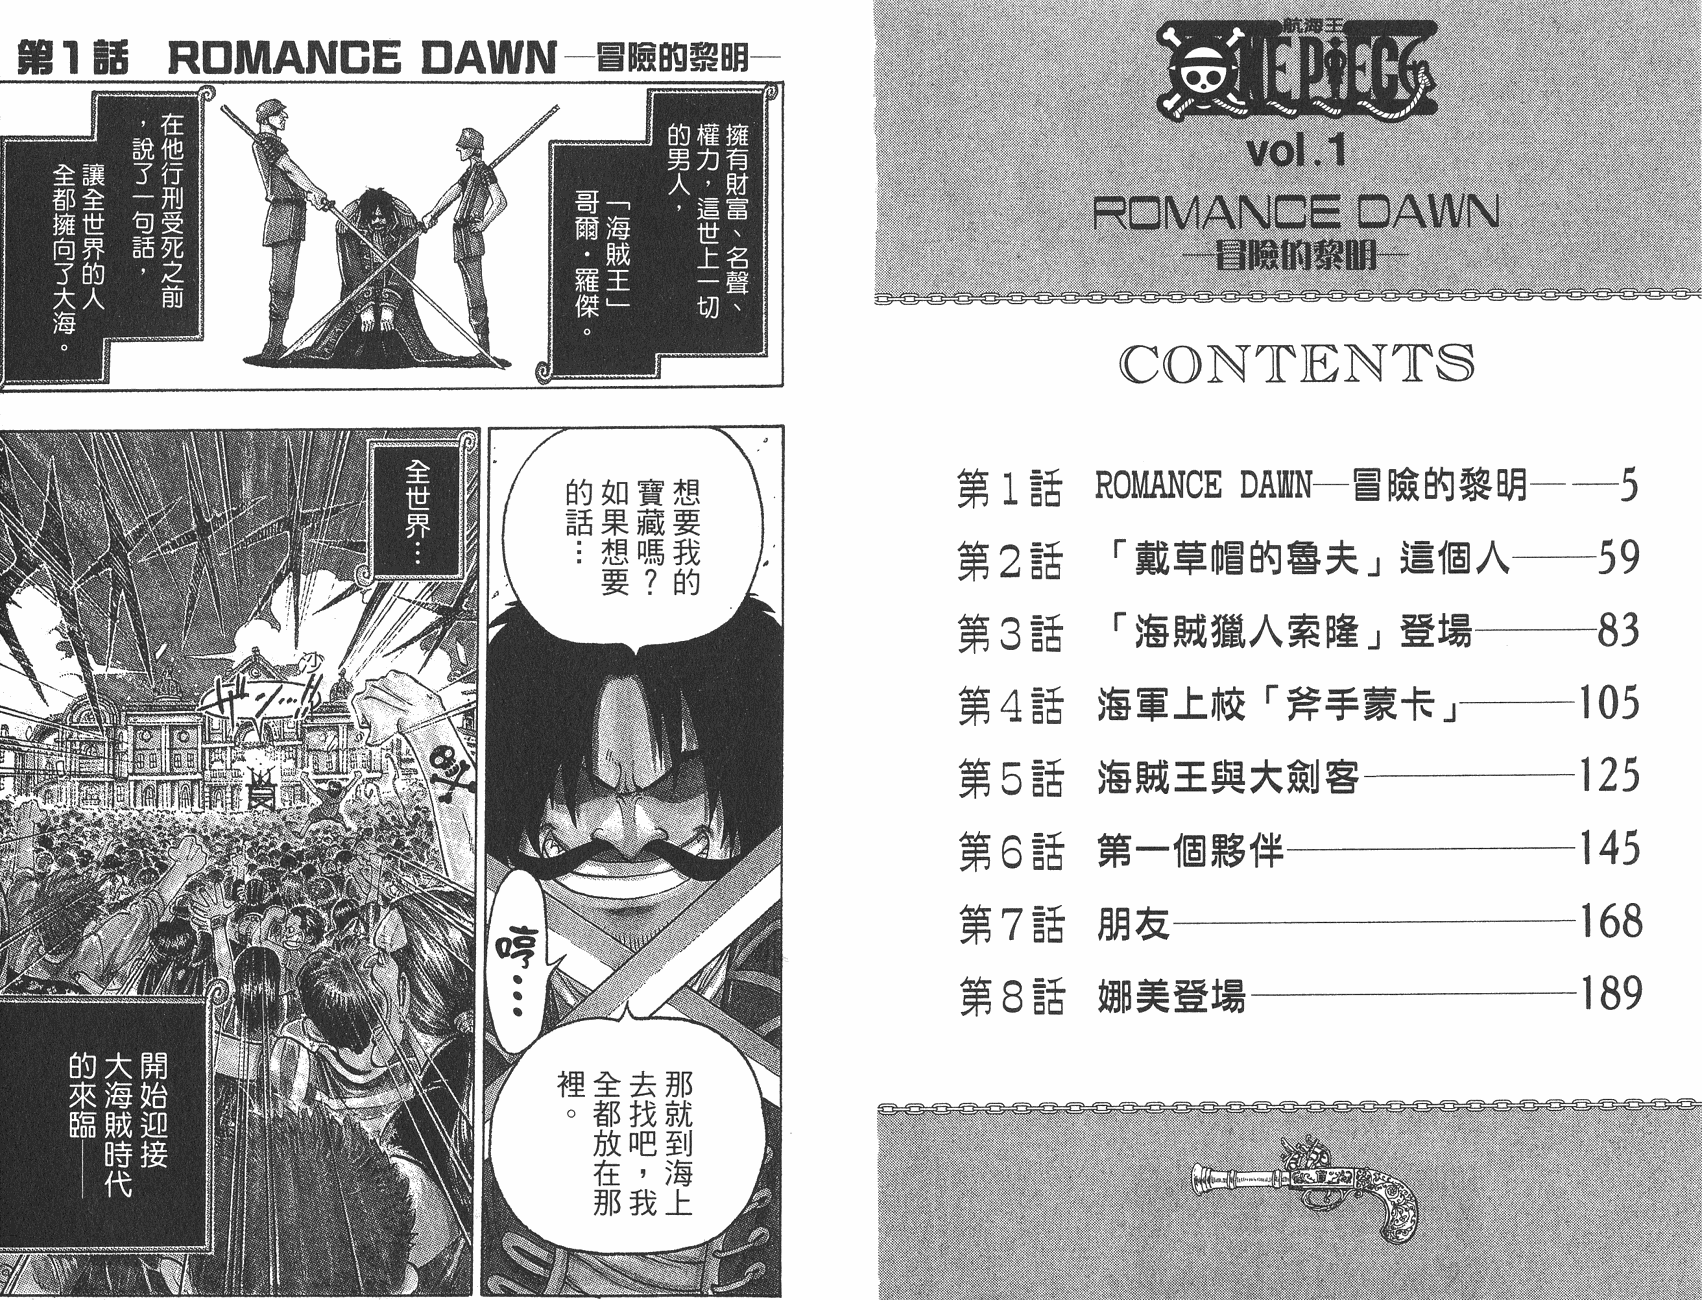 航海王
ONE PIECE
vol.1
ROMANCE DAWN
—冒險的黎明—
CONTENTS
第1話 ROMANCE DAWN—冒險的黎明———5
第2話 「戴草帽的魯夫」這個人——59
第3話 「海賊獵人索隆」登場———83
第4話 海軍上校「斧手蒙卡」———105
第5話 海賊王與大劍客————125
第6話 第一個夥伴————145
第7話 朋友————168
第8話 娜美登場————189
第1話 ROMANCE DAWN —冒險的黎明—
擁有財富、名聲、
權力，這世上一切
的男人，
「海賊王」
哥爾・羅傑。
在他行刑受死之前
，說了一句話，
讓全世界的人
全都擁向了大海。
想要我的
寶藏嗎？
如果想要
的話…
哼…
那就到海上
去找吧，我
全都放在那
裡。
全世界…
開始迎接
大海賊時代
的來臨——